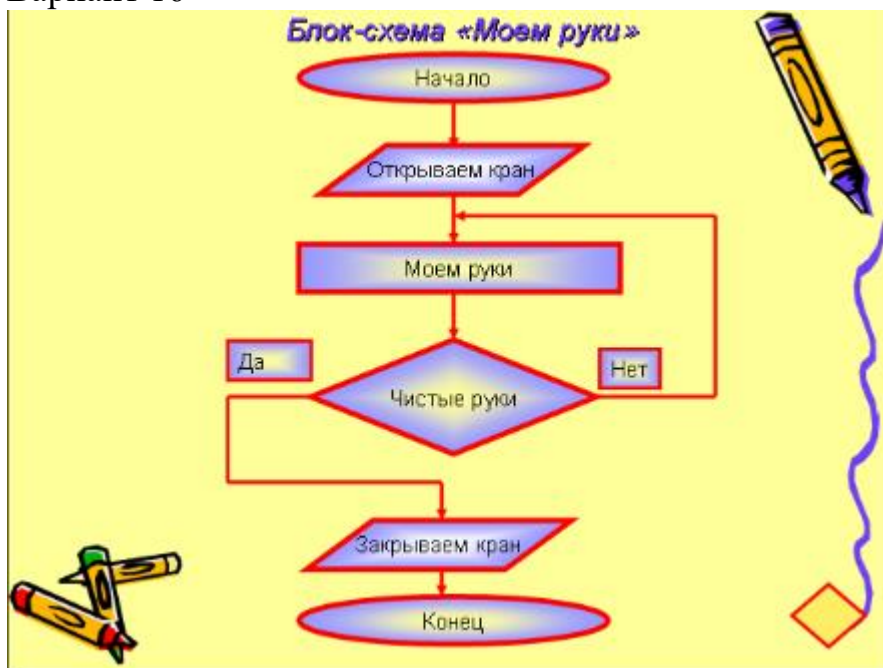 Блок-схема «Моем руки»
Начало
Открываем кран
Моем руки
Да
Нет
Чистые руки
Закрываем кран
Конец